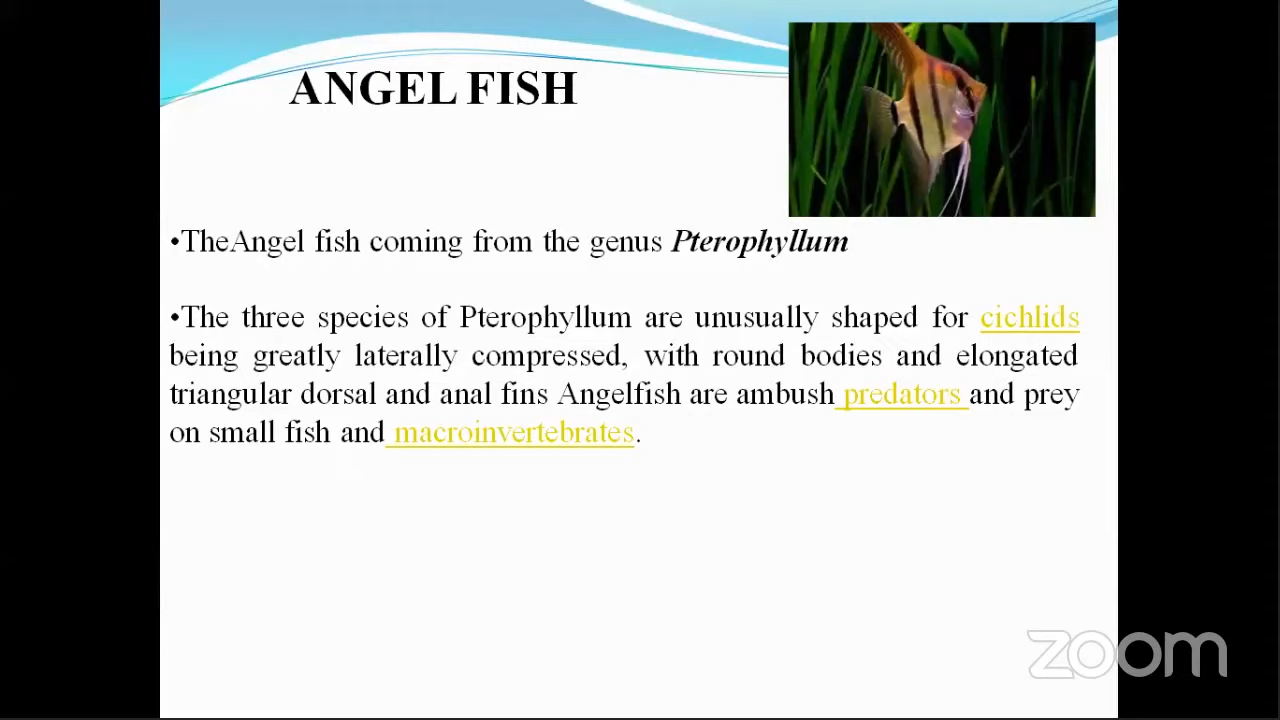 ANGEL FISH
•TheAngel fish coming from the genus Pterophyllum
•The three species of Pterophyllum are unusually shaped for cichlids
being greatly laterally compressed, with round bodies and elongated
triangular dorsal and anal fins Angelfish are ambush predators and prey
on small fish and macroinvertebrates.
zoom